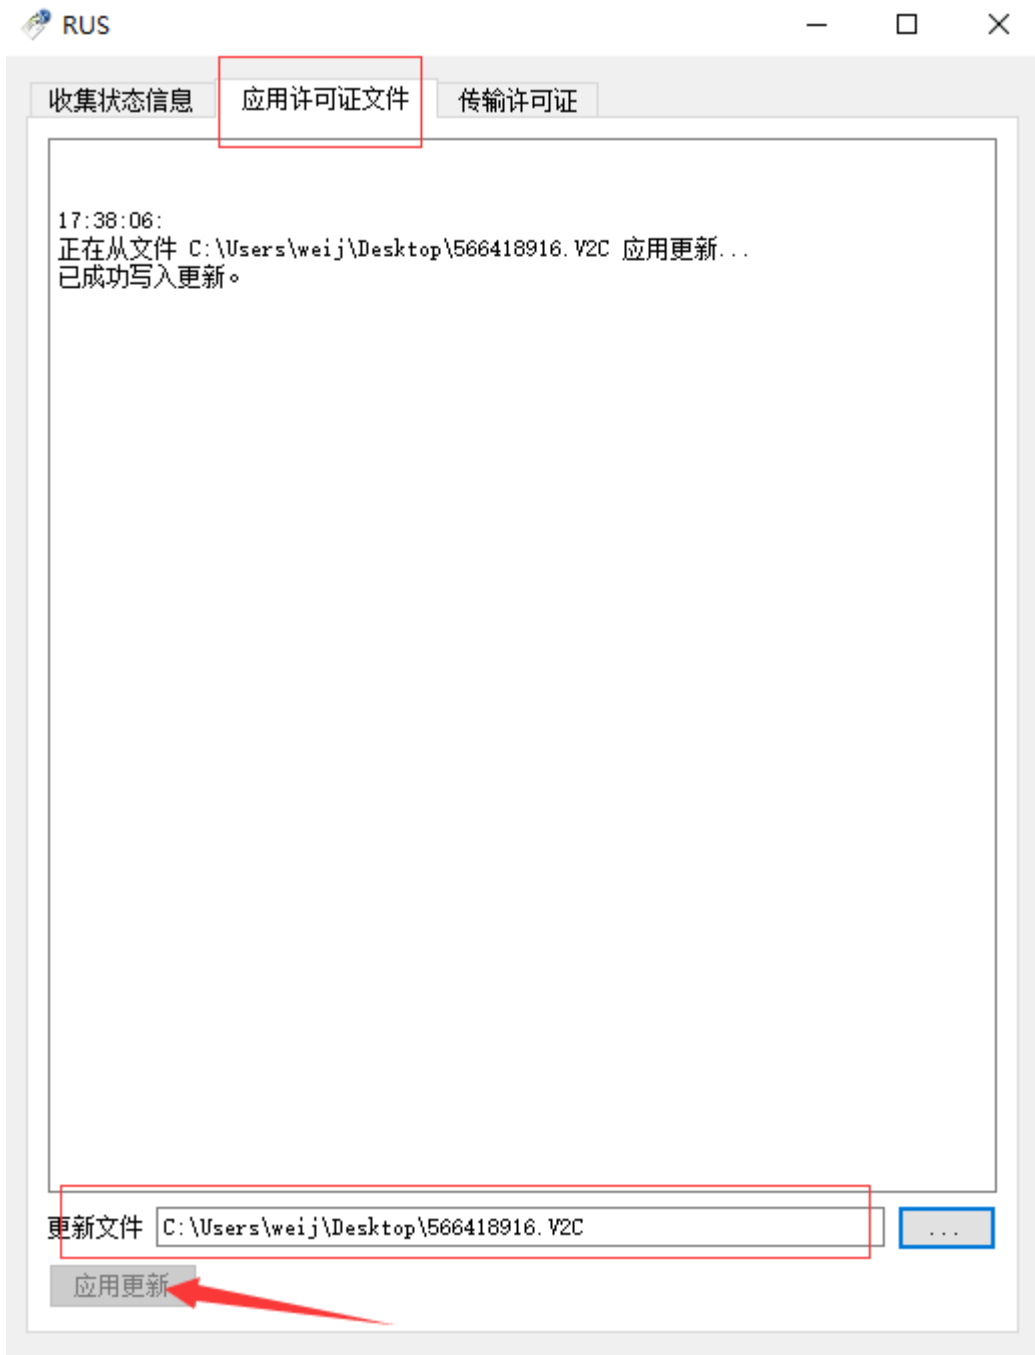 RUS
收集状态信息 应用许可证文件 传输许可证
17:38:06:
正在从文件 C:\Users\weij\Desktop\566418916.V2C 应用更新...
已成功写入更新。
更新文件 C:\Users\weij\Desktop\566418916.V2C ...
应用更新